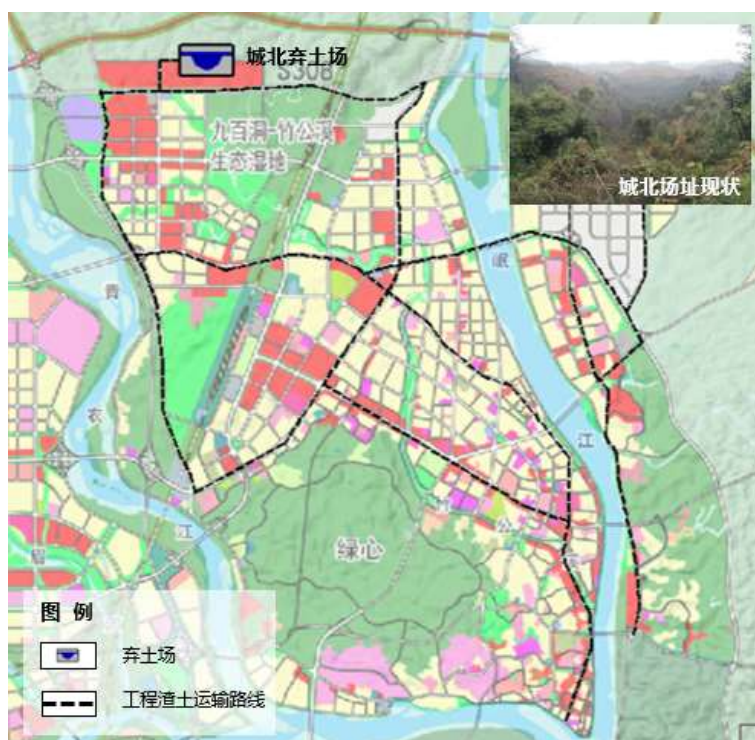 城北弃土场
S308
九百洞-竹公溪
生态湿地
城北场址现状
岷
青
衣
江
江
竹
公
绿心
眉
图 例
弃土场
工程渣土运输路线